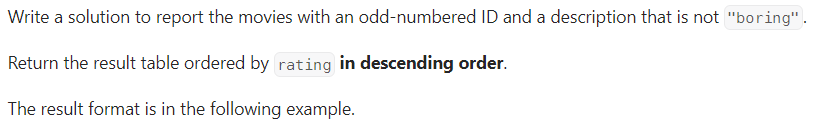 Write a solution to report the movies with an odd-numbered ID and a description that is not "boring".
Return the result table ordered by rating in descending order.
The result format is in the following example.